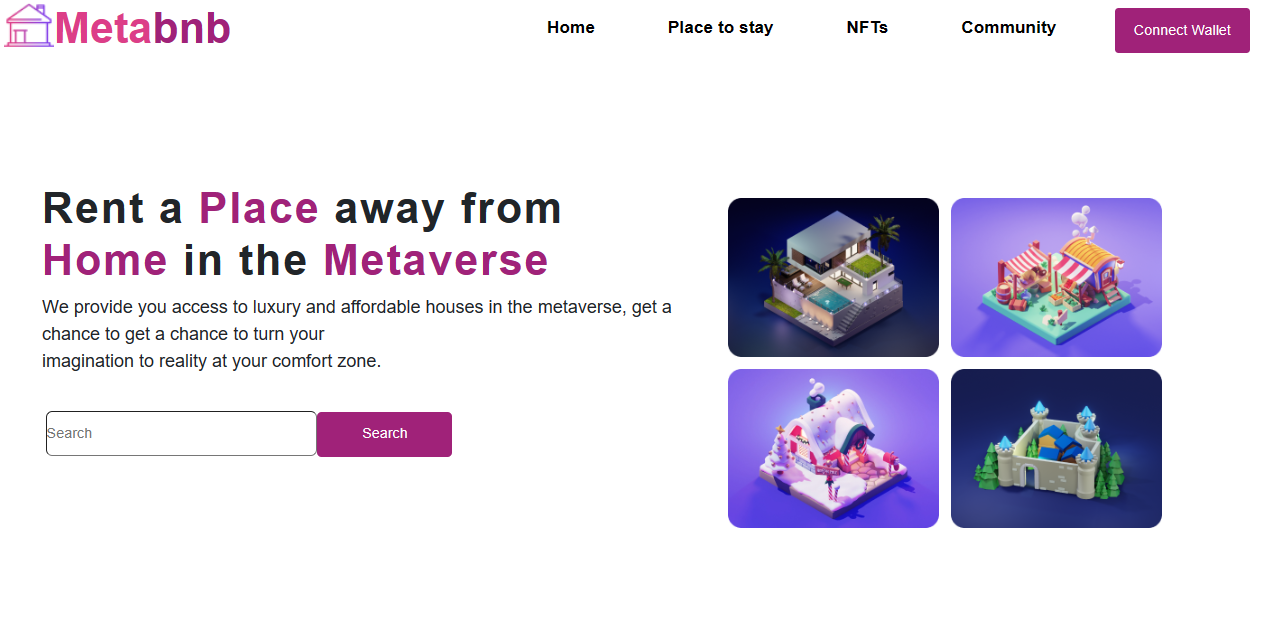 Metabnb
Home
Place to stay
NFTs
Community
Connect Wallet
Rent a Place away from
Home in the Metaverse
We provide you access to luxury and affordable houses in the metaverse, get a
chance to get a chance to turn your
imagination to reality at your comfort zone.
Search
Search